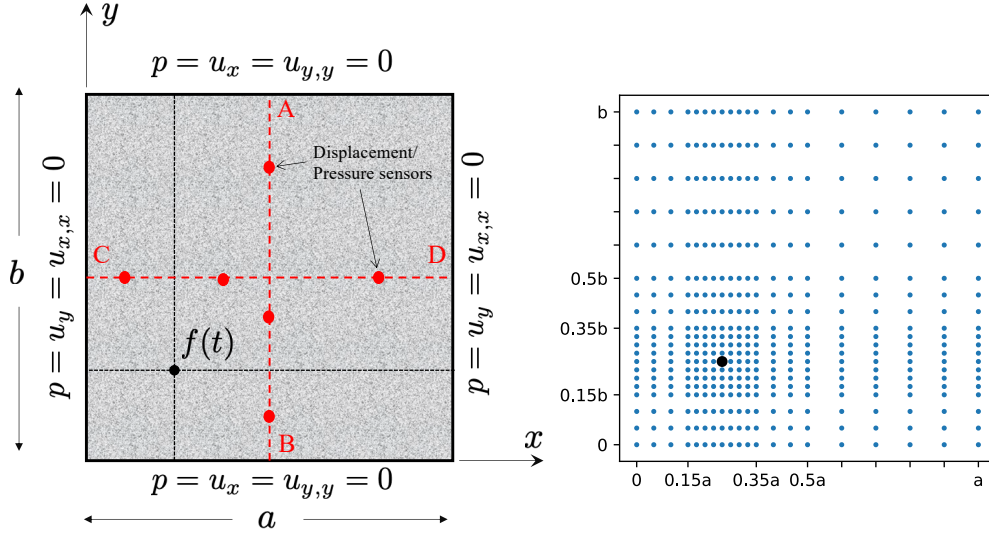 y
p = u_x = u_{y,y} = 0
A
Displacement/
Pressure sensors
p = u_y = u_{x,x} = 0
C
D
p = u_y = u_{x,x} = 0
b
f(t)
B
x
p = u_x = u_{y,y} = 0
a
b
0.5b
0.35b
0.15b
0
0 0.15a 0.35a 0.5a a